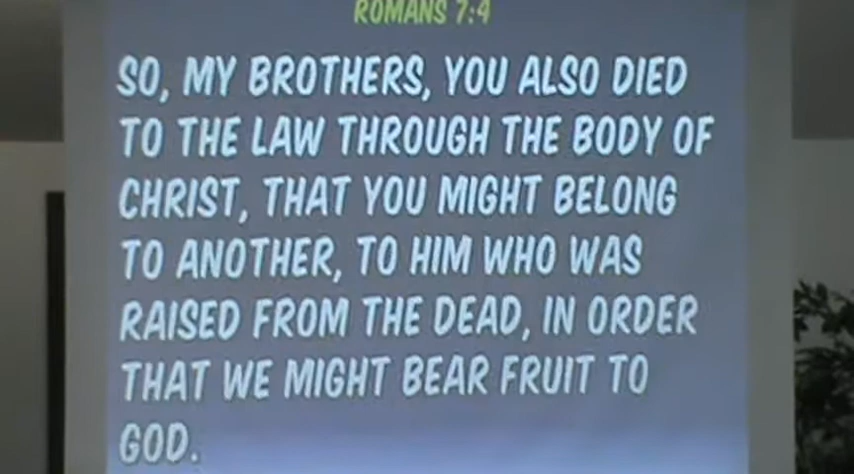 ROMANS 7:4
SO, MY BROTHERS, YOU ALSO DIED
TO THE LAW THROUGH THE BODY OF
CHRIST, THAT YOU MIGHT BELONG
TO ANOTHER, TO HIM WHO WAS
RAISED FROM THE DEAD, IN ORDER
THAT WE MIGHT BEAR FRUIT TO
GOD.